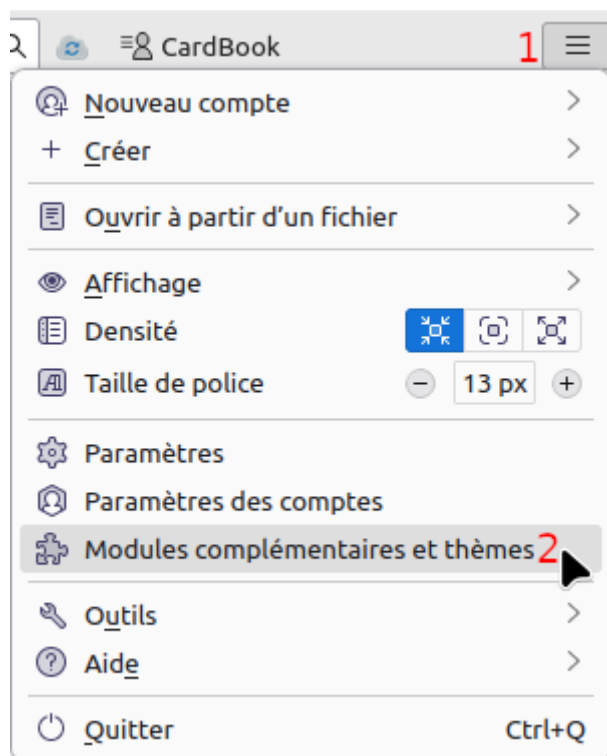 CardBook 1
Nouveau compte
Créer
Ouvrir à partir d’un fichier
Affichage
Densité
Taille de police 13 px
Paramètres
Paramètres des comptes
Modules complémentaires et thèmes 2
Outils
Aide
Quitter Ctrl+Q